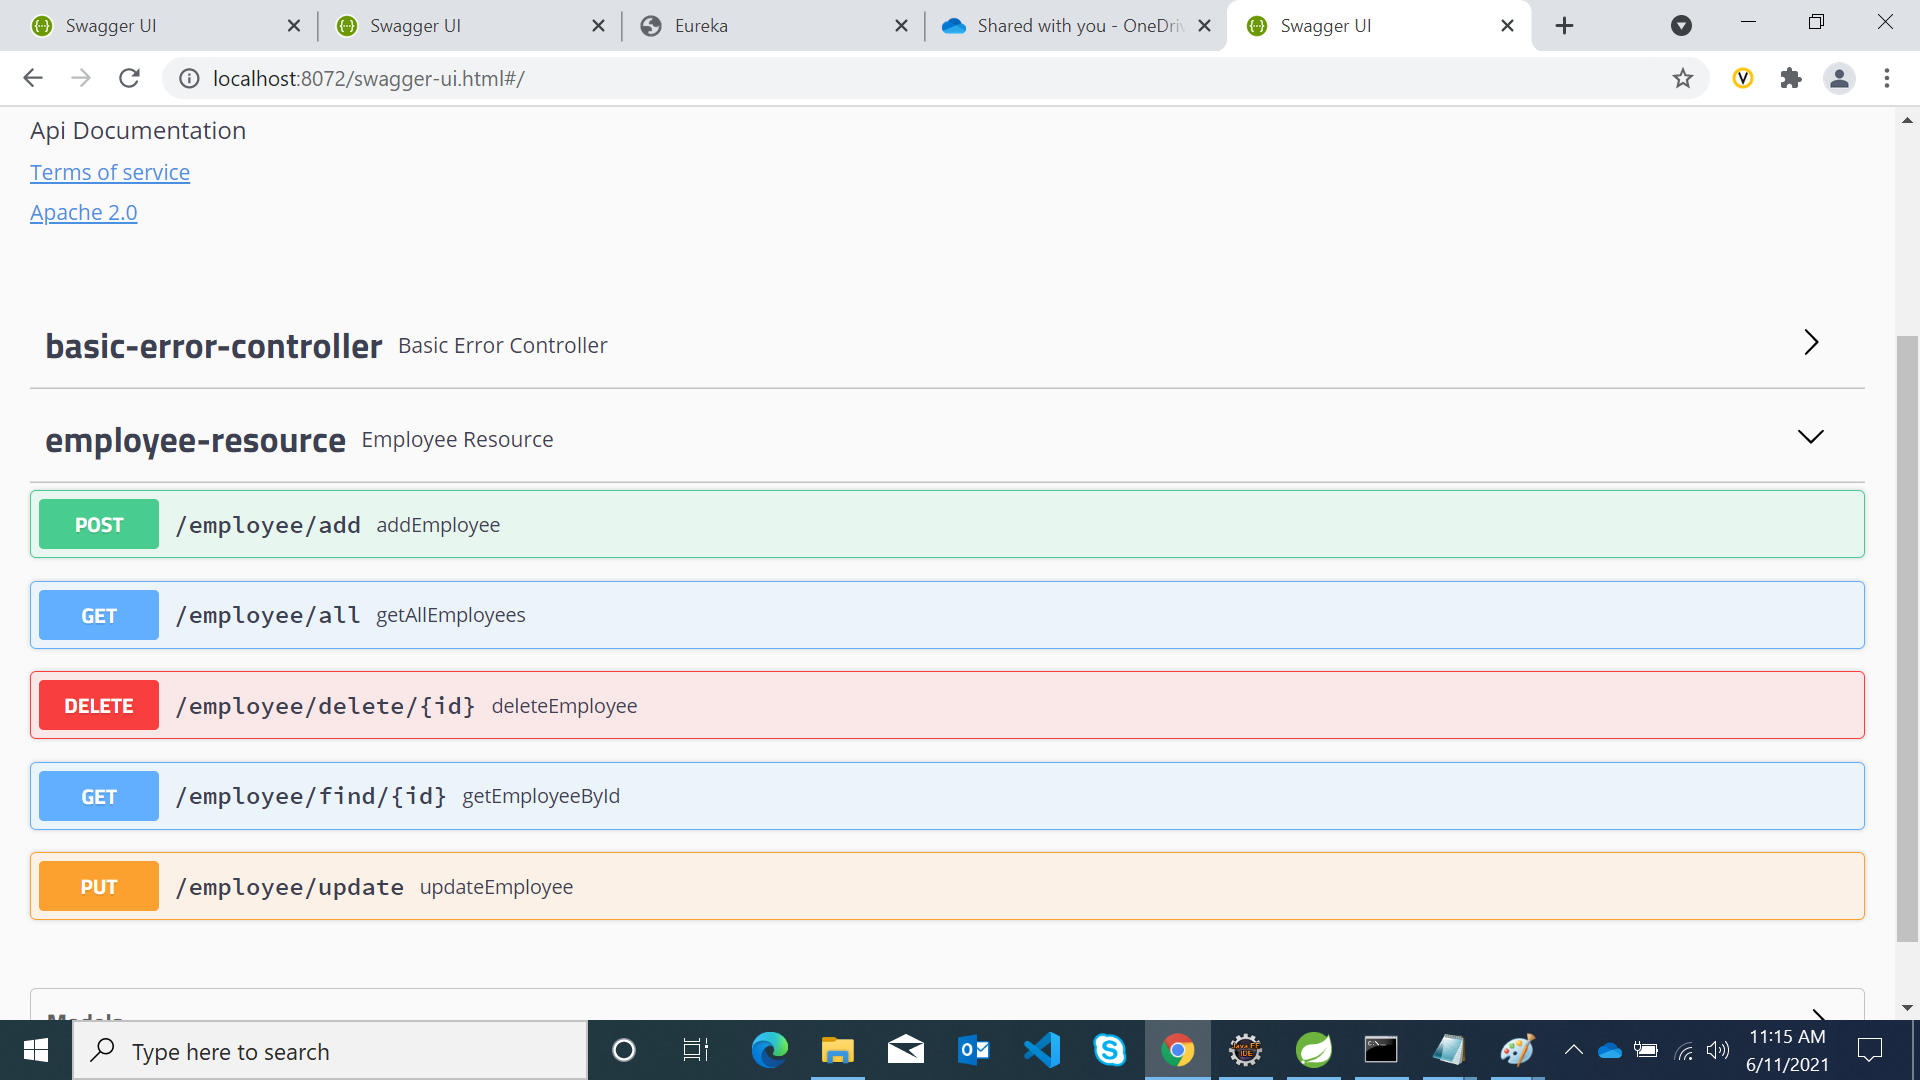 Swagger UI
Swagger UI
Eureka
Shared with you - OneDriv
Swagger UI
localhost:8072/swagger-ui.html#/
Api Documentation
Terms of service
Apache 2.0
basic-error-controller Basic Error Controller
employee-resource Employee Resource
POST /employee/add addEmployee
GET /employee/all getAllEmployees
DELETE /employee/delete/{id} deleteEmployee
GET /employee/find/{id} getEmployeeById
PUT /employee/update updateEmployee
Models
Type here to search
11:15 AM
6/11/2021